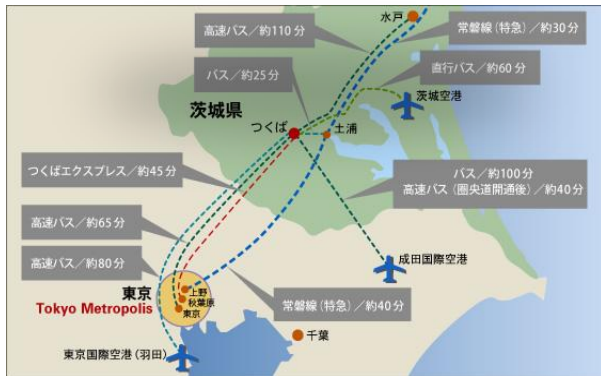 水戸
高速バス／約110分
常磐線（特急）／約30分
直行バス／約60分
バス／約25分
茨城空港
茨城県
つくば
土浦
つくばエクスプレス／約45分
バス／約100分
高速バス（圏央道開通後）／約40分
高速バス／約65分
高速バス／約80分
成田国際空港
東京
Tokyo Metropolis
上野
秋葉原
東京
常磐線（特急）／約40分
千葉
東京国際空港（羽田）